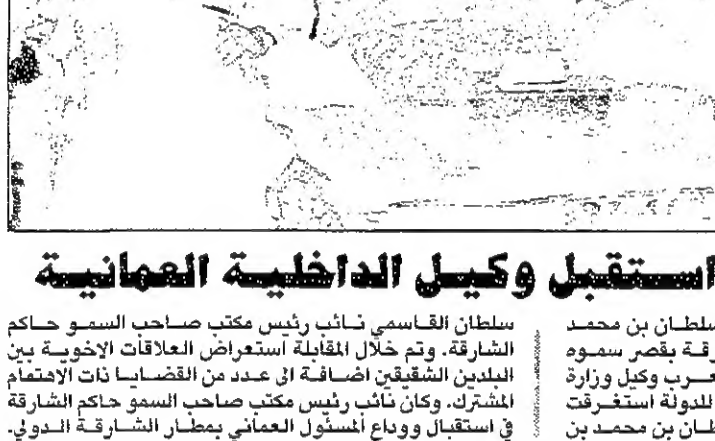 استقبل وكيل الداخلية العمانية
سلطان بن محمد
رقة بقصر سموه
عرب وكيل وزارة
للدولة استغرقت
طان بن محمد بن
سلطان القاسمي نائب رئيس مكتب صاحب السمو حاكم
الشارقة. وتم خلال المقابلة استعراض العلاقات الاخوية بين
البلدين الشقيقين اضافة الى عدد من القضايا ذات الاهتمام
المشترك. وكان نائب رئيس مكتب صاحب السمو حاكم الشارقة
في استقبال ووداع المسئول العماني بمطار الشارقة الدولي.